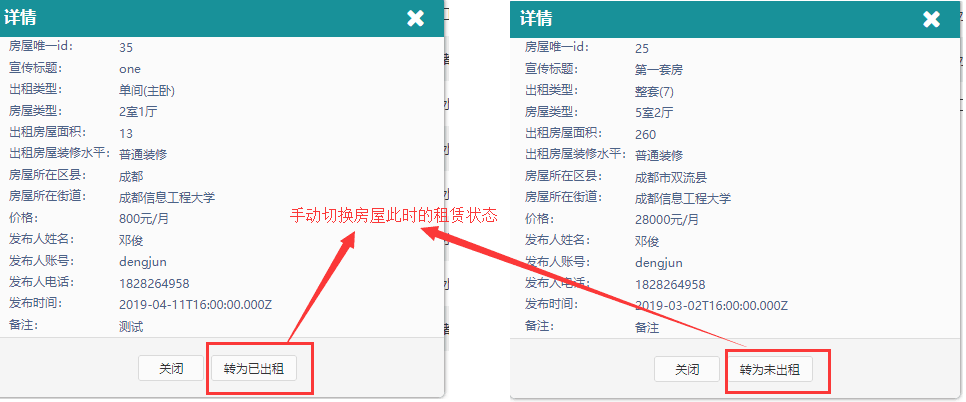 详情
房屋唯一id: 35
宣传标题: one
出租类型: 单间(主卧)
房屋类型: 2室1厅
出租房屋面积: 13
出租房屋装修水平: 普通装修
房屋所在区县: 成都
房屋所在街道: 成都信息工程大学
价格: 800元/月
发布人姓名: 邓俊
发布人账号: dengjun
发布人电话: 1828264958
发布时间: 2019-04-11T16:00:00.000Z
备注: 测试
关闭 转为已出租
手动切换房屋此时的租赁状态
详情
房屋唯一id: 25
宣传标题: 第一套房
出租类型: 整套(7)
房屋类型: 5室2厅
出租房屋面积: 260
出租房屋装修水平: 普通装修
房屋所在区县: 成都市双流县
房屋所在街道: 成都信息工程大学
价格: 28000元/月
发布人姓名: 邓俊
发布人账号: dengjun
发布人电话: 1828264958
发布时间: 2019-03-02T16:00:00.000Z
备注: 备注
关闭 转为未出租